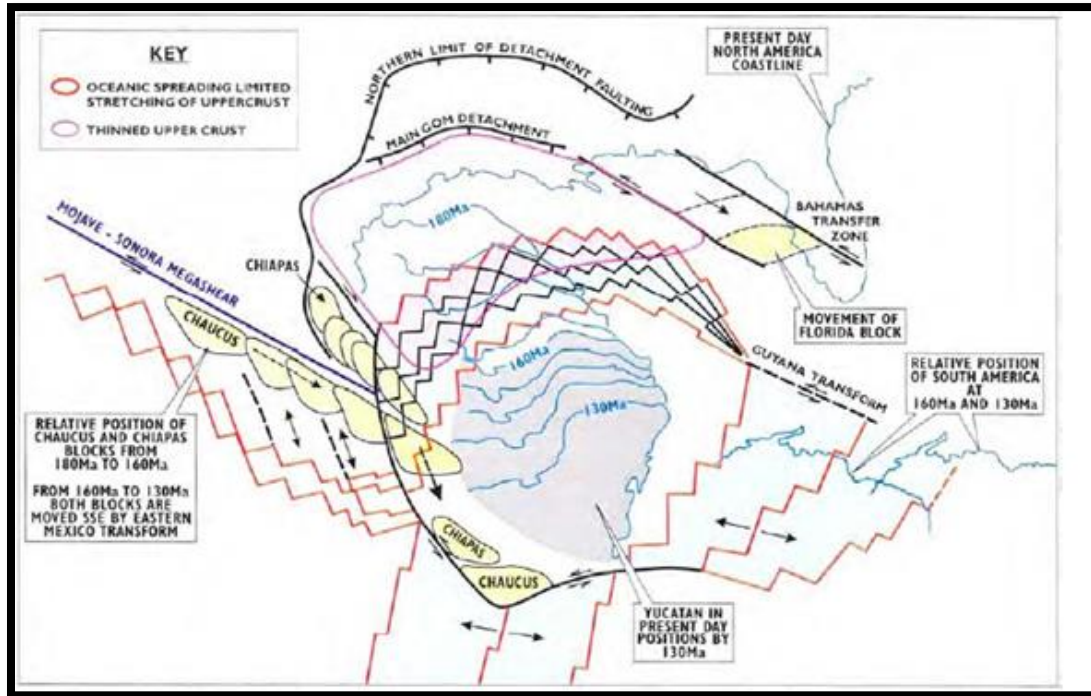 KEY
OCEANIC SPREADING LIMITED
STRETCHING OF UPPERCRUST
THINNED UPPER CRUST
NORTHERN LIMIT OF DETACHMENT FAULTING
MAIN GOM DETACHMENT
PRESENT DAY
NORTH AMERICA
COASTLINE
180Ma
BAHAMAS
TRANSFER
ZONE
MOJAVE - SONORA MEGASHEAR
CHIAPAS
CHAUCUS
MOVEMENT OF
FLORIDA BLOCK
160Ma
GUYANA TRANSFORM
RELATIVE POSITION
OF SOUTH AMERICA
AT
160MA AND 130MA
130Ma
RELATIVE POSITION OF
CHAUCUS AND CHIAPAS
BLOCKS FROM
180MA TO 160MA
FROM 160MA TO 130MA
BOTH BLOCKS ARE
MOVED SSE BY EASTERN
MEXICO TRANSFORM
CHIAPAS
CHAUCUS
YUCATAN IN
PRESENT DAY
POSITIONS BY
130MA